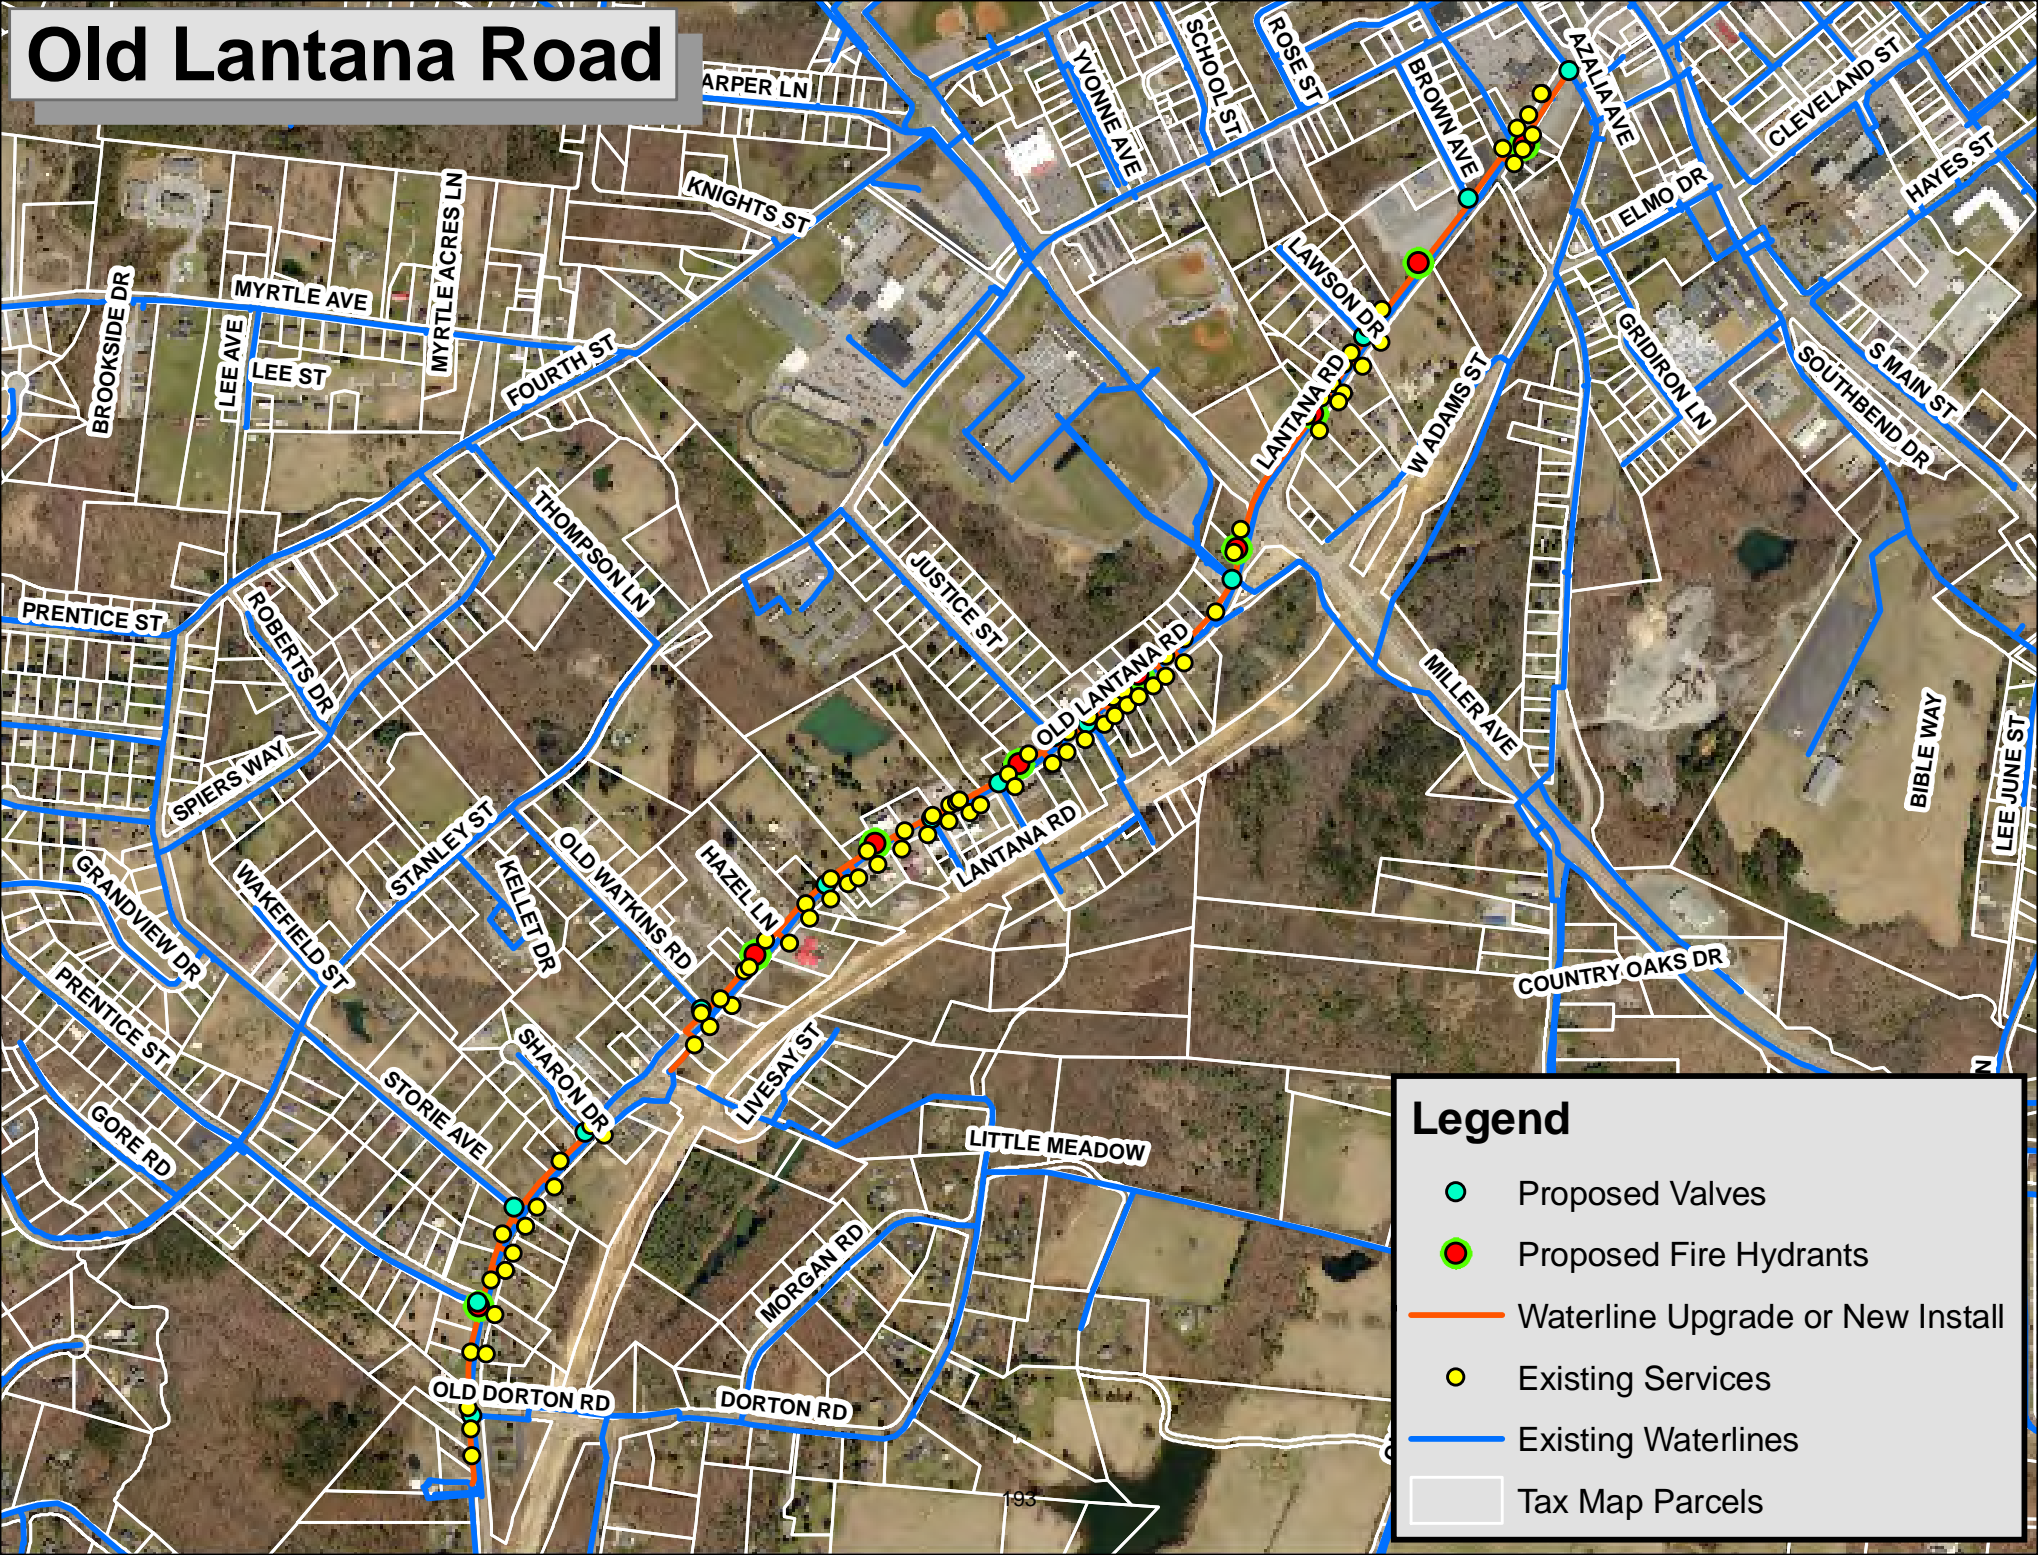 Old Lantana Road
ARPER LN
YVONNE AVE
SCHOOL ST
ROSE ST
BROWN AVE
AZALIA AVE
CLEVELAND ST
HAYES ST
ELMO DR
KNIGHTS ST
MYRTLE ACRES LN
MYRTLE AVE
BROOKSIDE DR
LEE AVE
LEE ST
FOURTH ST
LAWSON DR
LANTANA RD
W ADAMS ST
GRIDIRON LN
SOUTHBEND DR
S MAIN ST
THOMPSON LN
JUSTICE ST
PRENTICE ST
ROBERTS DR
OLD LANTANA RD
MILLER AVE
BIBLE WAY
LEE JUNE ST
SPIERS WAY
STANLEY ST
GRANDVIEW DR
WAKEFIELD ST
KELLET DR
OLD WATKINS RD
HAZEL LN
LANTANA RD
COUNTRY OAKS DR
PRENTICE ST
SHARON DR
LIVESAY ST
STORIE AVE
GORE RD
LITTLE MEADOW
MORGAN RD
OLD DORTON RD
DORTON RD
193
N
Legend
Proposed Valves
Proposed Fire Hydrants
Waterline Upgrade or New Install
Existing Services
Existing Waterlines
Tax Map Parcels